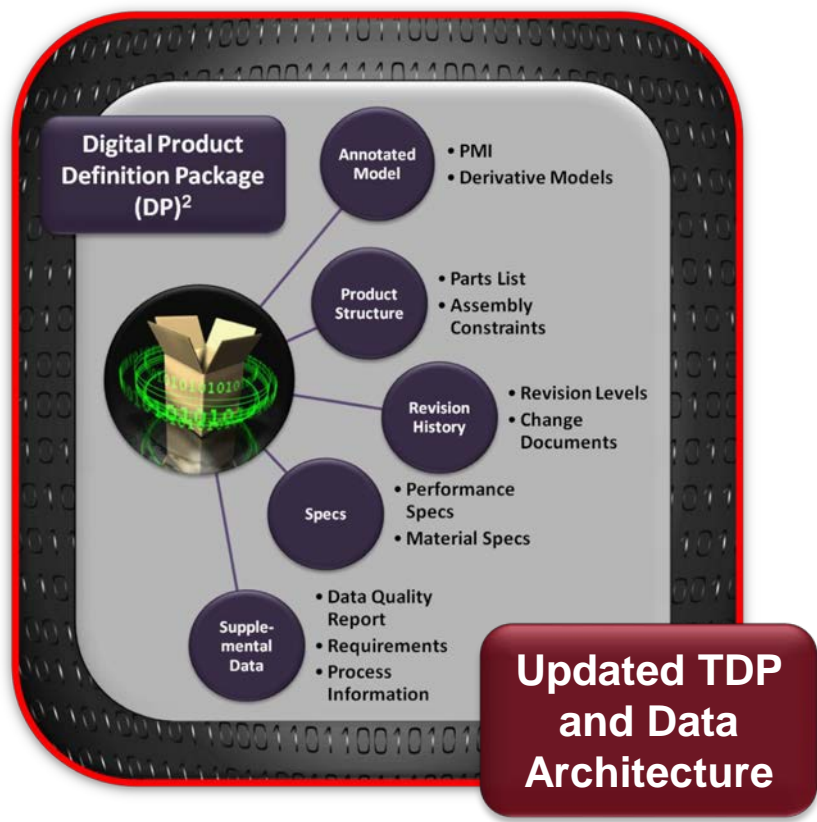 Digital Product
Definition Package
(DP)²
Annotated
Model
• PMI
• Derivative Models
Product
Structure
• Parts List
• Assembly
Constraints
Revision
History
• Revision Levels
• Change
Documents
Specs
• Performance
Specs
• Material Specs
Supple-
mental
Data
• Data Quality
Report
• Requirements
• Process
Information
Updated TDP
and Data
Architecture